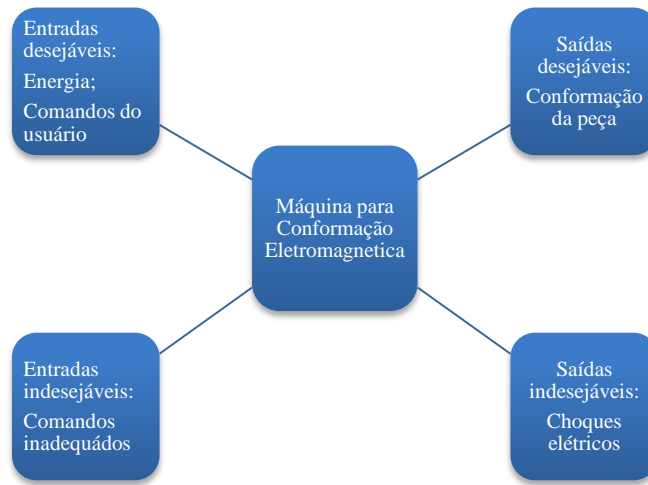 Entradas
desejáveis:
Energia;
Comandos do
usuário
Saídas
desejáveis:
Conformação
da peça
Máquina para
Conformação
Eletromagnetica
Entradas
indesejáveis:
Comandos
inadequádos
Saídas
indesejáveis:
Choques
elétricos